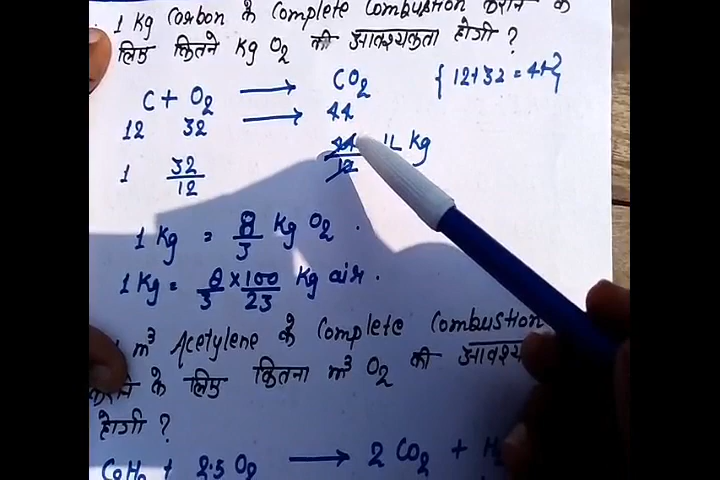 1 Kg Carbon के Complete Combustion कराने के
लिए कितने Kg O2 की आवश्यकता होगी ?
C + O2 → CO2 { 12+32 = 44 }
12 32 → 44
1 32/12 44/12 Kg
1 Kg = 8/3 Kg O2 .
1 Kg = 8/3 × 100/23 Kg air .
m³ Acetylene के Complete Combustion
के लिए कितना m³ O2 की
होगी ?
+ 2.5 O2 → 2 CO2 +